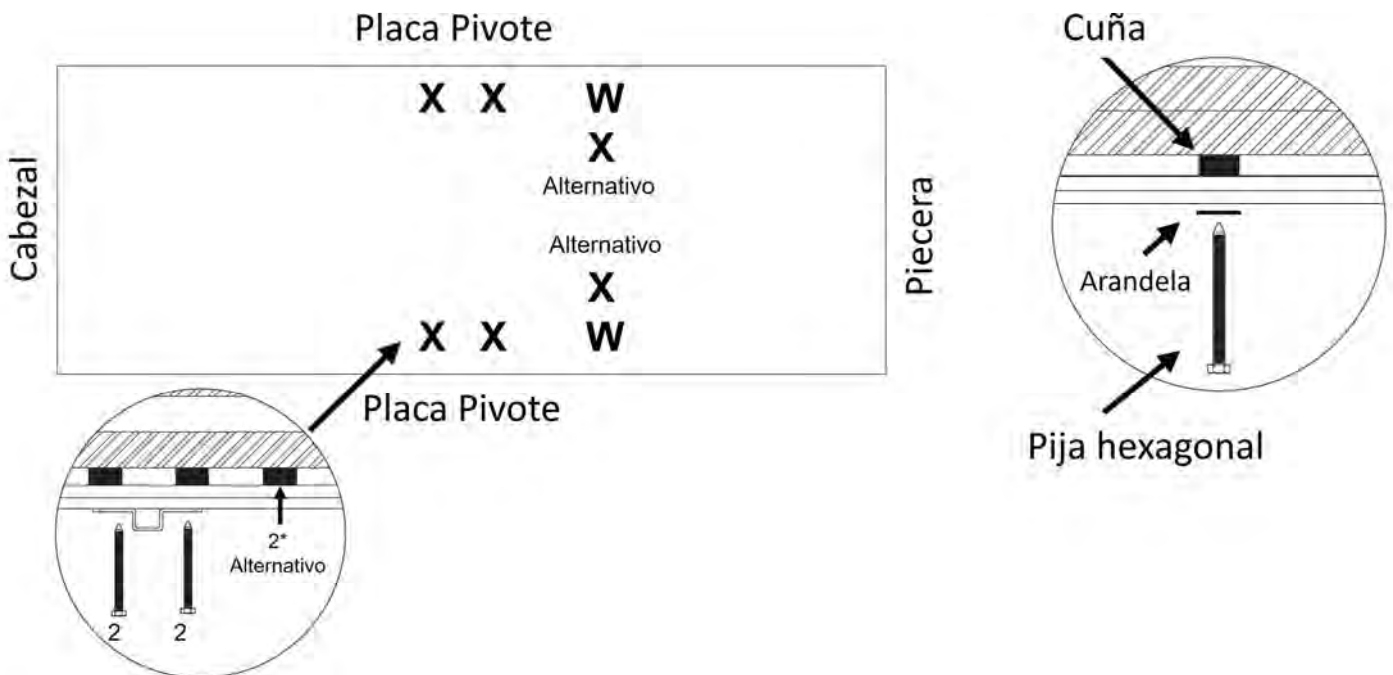 Placa Pivote
Cuña
X X W
X
Alternativo
Cabezal
Piecera
Alternativo
X
X X W
Arandela
Placa Pivote
Pija hexagonal
2*
Alternativo
2 2